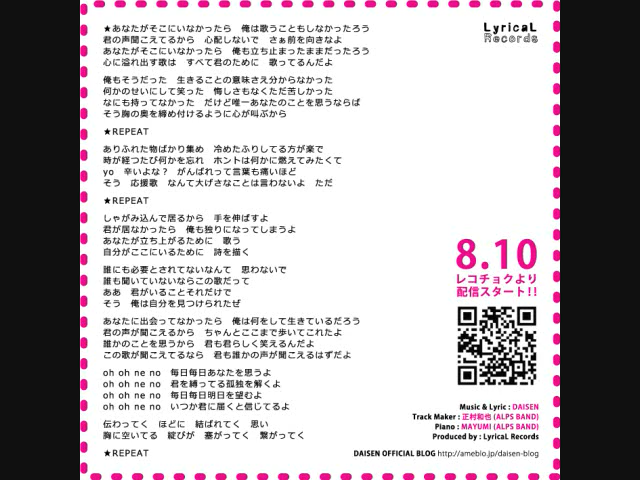 ★あなたがそこにいなかったら　俺は歌うこともしなかったろう
君の声聞こえてるから　心配しないで　さぁ前を向きなよ
あなたがそこにいなかったら　俺も立ち止まったままだったろう
心に溢れ出す歌は　すべて君のために　歌ってるんだよ
俺もそうだった　生きることの意味さえ分からなかった
何かのせいにして笑った　悔しさもなくただ苦しかった
なにも持ってなかった　だけど唯一あなたのことを思うならば
そう胸の奥を締め付けるように心が叫ぶから
★REPEAT
ありふれた物ばかり集め　冷めたふりしてる方が楽で
時が経つたび何かを忘れ　ホントは何かに燃えてみたくて
yo　辛いよな？　がんばれって言葉も痛いほど
そう　応援歌　なんて大げさなことは言わないよ　ただ
★REPEAT
しゃがみ込んで居るから　手を伸ばすよ
君が居なかったら　俺も独りになってしまうよ
あなたが立ち上がるために　歌う
自分がここにいるために　詩を描く
誰にも必要とされてないなんて　思わないで
誰も聞いていないならこの歌だって
ああ　君がいることそれだけで
そう　俺は自分を見つけられたぜ
あなたに出会ってなかったら　俺は何をして生きているだろう
君の声が聞こえるから　ちゃんとここまで歩いてこれたよ
誰かのことを思うから　君も君らしく笑えるんだよ
この歌が聞こえてるなら　君も誰かの声が聞こえるはずだよ
oh oh ne no　毎日毎日あなたを思うよ
oh oh ne no　君を縛ってる孤独を解くよ
oh oh ne no　毎日毎日明日を望むよ
oh oh ne no　いつか君に届くと信じてるよ
伝わってく　ほどに　結ばれてく　思い
胸に空いてる　綻びが　塞がってく　繋がってく
★REPEAT
LyricaL
Records
8.10
レコチョクより
配信スタート!!
Music & Lyric : DAISEN
Track Maker : 正村和也 (ALPS BAND)
Piano : MAYUMI (ALPS BAND)
Produced by : LyricaL Records
DAISEN OFFICIAL BLOG http://ameblo.jp/daisen-blog